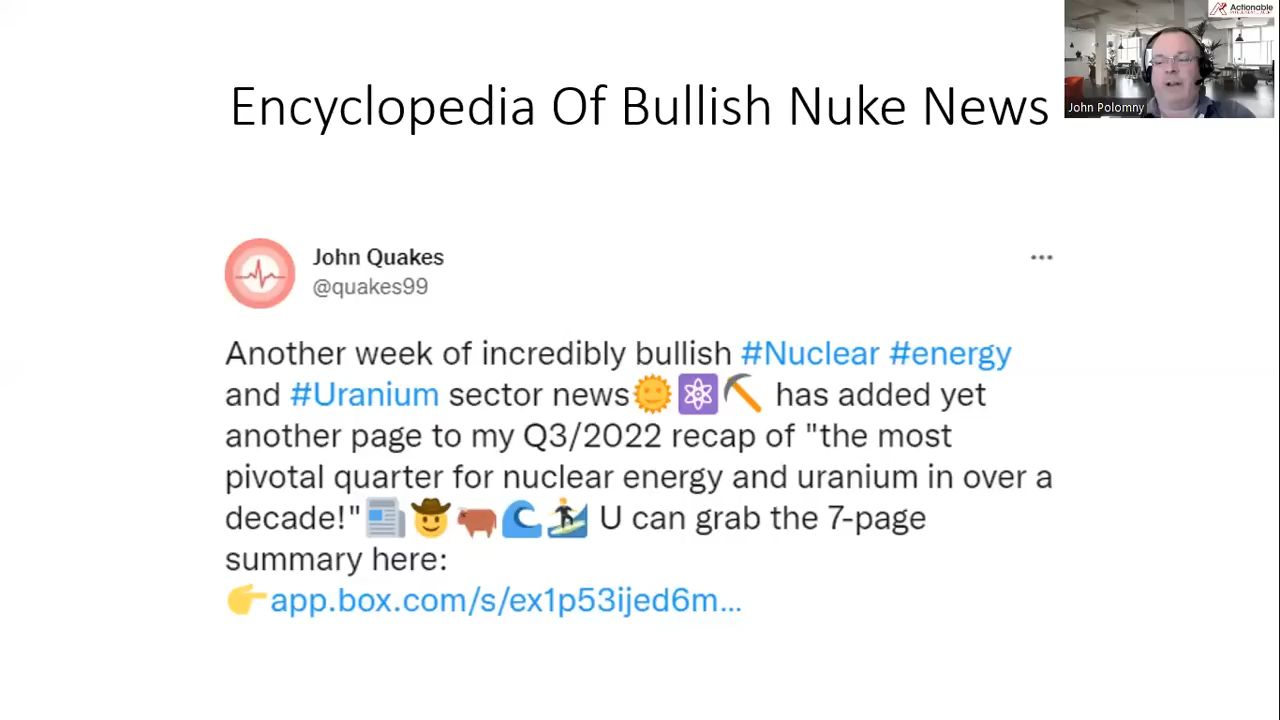 Actionable
Encyclopedia Of Bullish Nuke News
John Polomny
John Quakes
@quakes99
Another week of incredibly bullish #Nuclear #energy
and #Uranium sector news🌞⚛️⛏️ has added yet
another page to my Q3/2022 recap of "the most
pivotal quarter for nuclear energy and uranium in over a
decade!"📰🤠🐂🌊🏄 U can grab the 7-page
summary here:
👉app.box.com/s/ex1p53ijed6m...